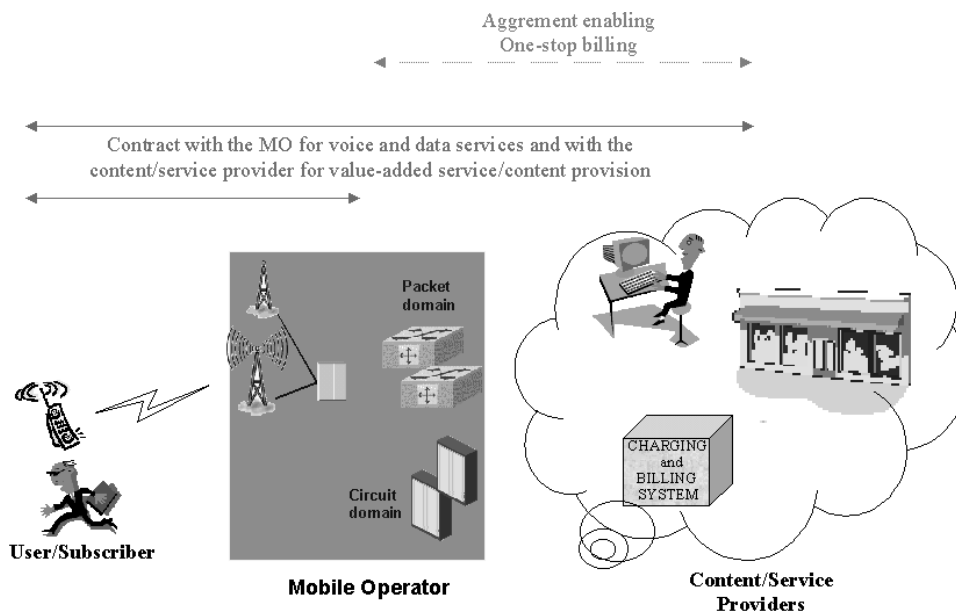 Aggrement enabling
One-stop billing
Contract with the MO for voice and data services and with the
content/service provider for value-added service/content provision
Packet
domain
CHARGING
and
BILLING
SYSTEM
Circuit
domain
User/Subscriber
Mobile Operator
Content/Service
Providers